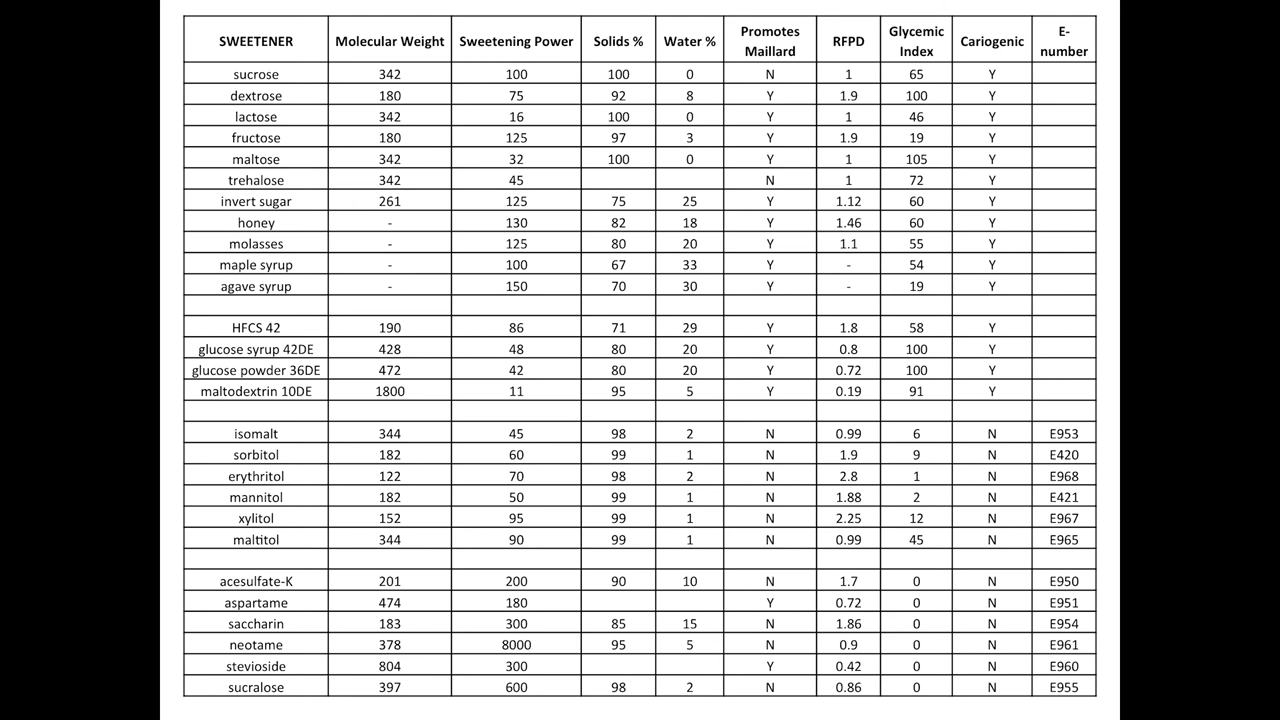 SWEETENER Molecular Weight Sweetening Power Solids % Water % Promotes Maillard RFPD Glycemic Index Cariogenic E-number
sucrose 342 100 100 0 N 1 65 Y
dextrose 180 75 92 8 Y 1.9 100 Y
lactose 342 16 100 0 Y 1 46 Y
fructose 180 125 97 3 Y 1.9 19 Y
maltose 342 32 100 0 Y 1 105 Y
trehalose 342 45 N 1 72 Y
invert sugar 261 125 75 25 Y 1.12 60 Y
honey - 130 82 18 Y 1.46 60 Y
molasses - 125 80 20 Y 1.1 55 Y
maple syrup - 100 67 33 Y - 54 Y
agave syrup - 150 70 30 Y - 19 Y
HFCS 42 190 86 71 29 Y 1.8 58 Y
glucose syrup 42DE 428 48 80 20 Y 0.8 100 Y
glucose powder 36DE 472 42 80 20 Y 0.72 100 Y
maltodextrin 10DE 1800 11 95 5 Y 0.19 91 Y
isomalt 344 45 98 2 N 0.99 6 N E953
sorbitol 182 60 99 1 N 1.9 9 N E420
erythritol 122 70 98 2 N 2.8 1 N E968
mannitol 182 50 99 1 N 1.88 2 N E421
xylitol 152 95 99 1 N 2.25 12 N E967
maltitol 344 90 99 1 N 0.99 45 N E965
acesulfate-K 201 200 90 10 N 1.7 0 N E950
aspartame 474 180 Y 0.72 0 N E951
saccharin 183 300 85 15 N 1.86 0 N E954
neotame 378 8000 95 5 N 0.9 0 N E961
stevioside 804 300 Y 0.42 0 N E960
sucralose 397 600 98 2 N 0.86 0 N E955